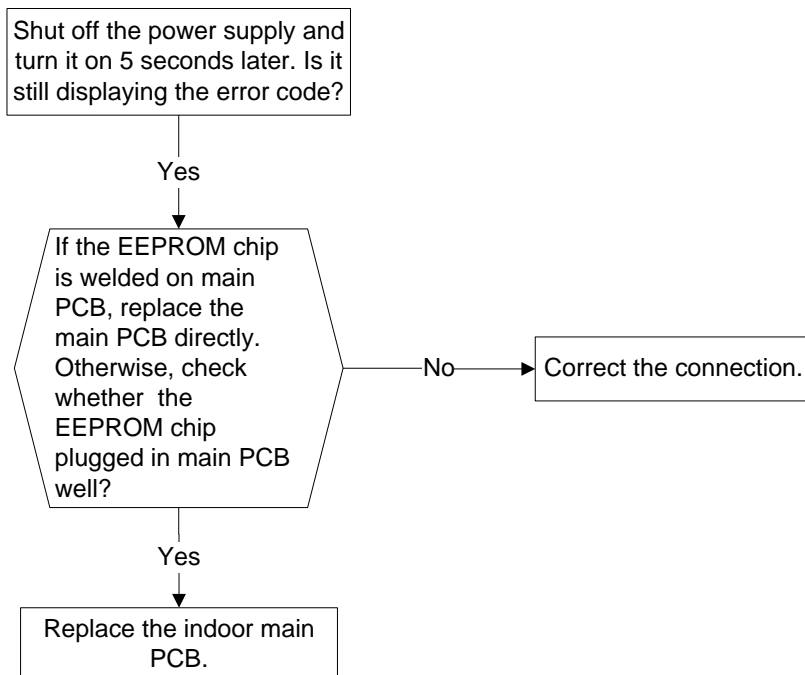 Shut off the power supply and
turn it on 5 seconds later. Is it
still displaying the error code?
Yes
If the EEPROM chip
is welded on main
PCB, replace the
main PCB directly.
Otherwise, check
whether the
EEPROM chip
plugged in main PCB
well?
No
Correct the connection.
Yes
Replace the indoor main
PCB.